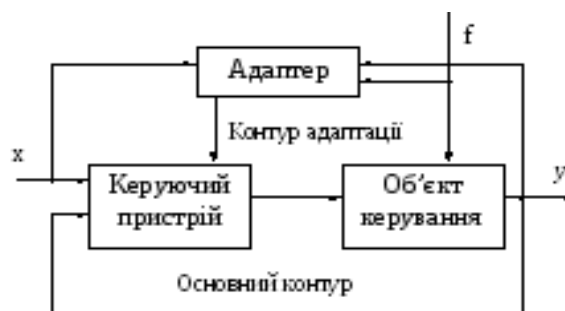 f
Адаптер
Контур адаптації
x
Керуючий
пристрій
Об'єкт
керування
y
Основний контур